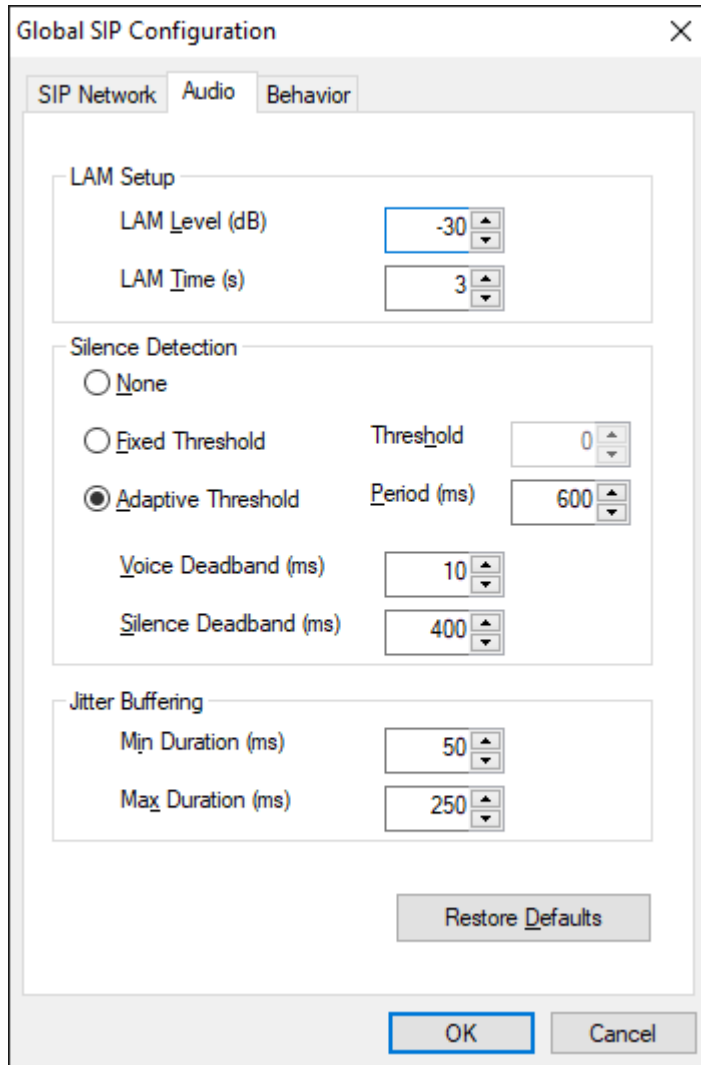 Global SIP Configuration
SIP Network Audio Behavior
LAM Setup
LAM Level (dB) -30
LAM Time (s) 3
Silence Detection
None
Fixed Threshold Threshold 0
Adaptive Threshold Period (ms) 600
Voice Deadband (ms) 10
Silence Deadband (ms) 400
Jitter Buffering
Min Duration (ms) 50
Max Duration (ms) 250
Restore Defaults
OK Cancel